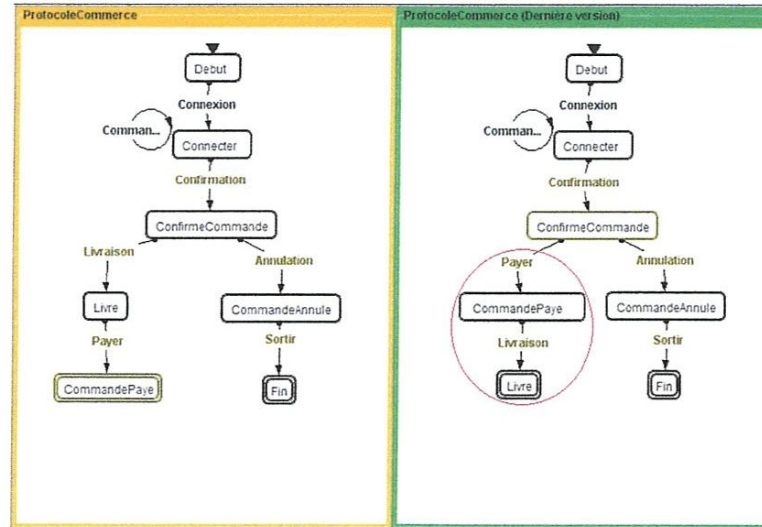 ProtocoleCommerce
Debut
Connexion
Comman...
Connecter
Confirmation
ConfirmeCommande
Livraison
Annulation
Livre
CommandeAnnule
Payer
Sortir
CommandePaye
Fin
ProtocoleCommerce (Dernière version)
Debut
Connexion
Comman...
Connecter
Confirmation
ConfirmeCommande
Payer
Annulation
CommandePaye
CommandeAnnule
Livraison
Sortir
Livre
Fin